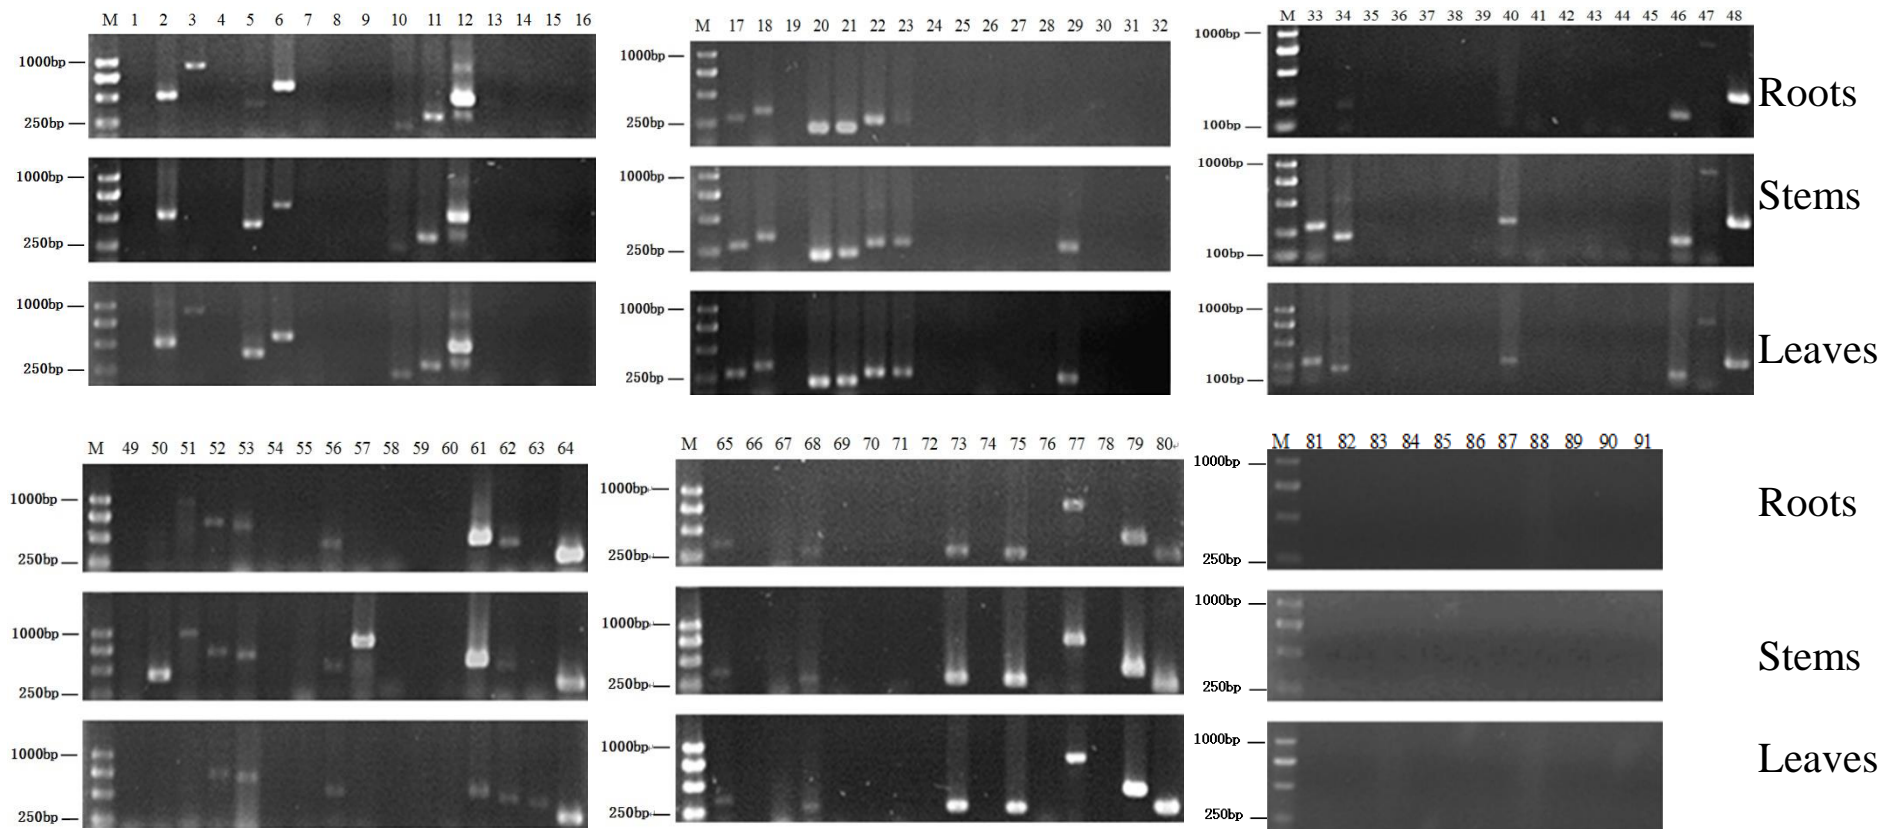 M 1 2 3 4 5 6 7 8 9 10 11 12 13 14 15 16
1000bp
250bp
1000bp
250bp
1000bp
250bp
M 17 18 19 20 21 22 23 24 25 26 27 28 29 30 31 32
1000bp
250bp
1000bp
250bp
1000bp
250bp
M 33 34 35 36 37 38 39 40 41 42 43 44 45 46 47 48
1000bp
100bp
Roots
1000bp
100bp
Stems
1000bp
100bp
Leaves
M 49 50 51 52 53 54 55 56 57 58 59 60 61 62 63 64
1000bp
250bp
1000bp
250bp
1000bp
250bp
M 65 66 67 68 69 70 71 72 73 74 75 76 77 78 79 80
1000bp
250bp
1000bp
250bp
1000bp
250bp
M 81 82 83 84 85 86 87 88 89 90 91
1000bp
250bp
Roots
1000bp
250bp
Stems
1000bp
250bp
Leaves